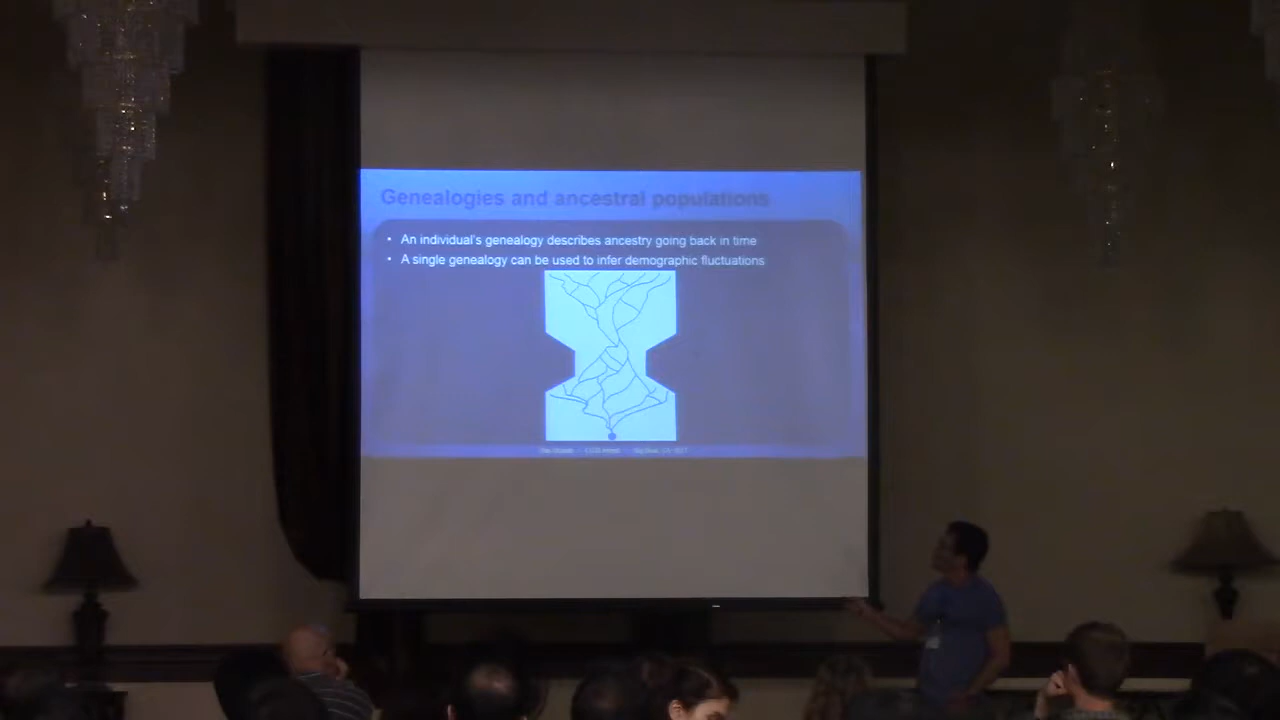 Genealogies and ancestral populations
• An individual's genealogy describes ancestry going back in time
• A single genealogy can be used to infer demographic fluctuations